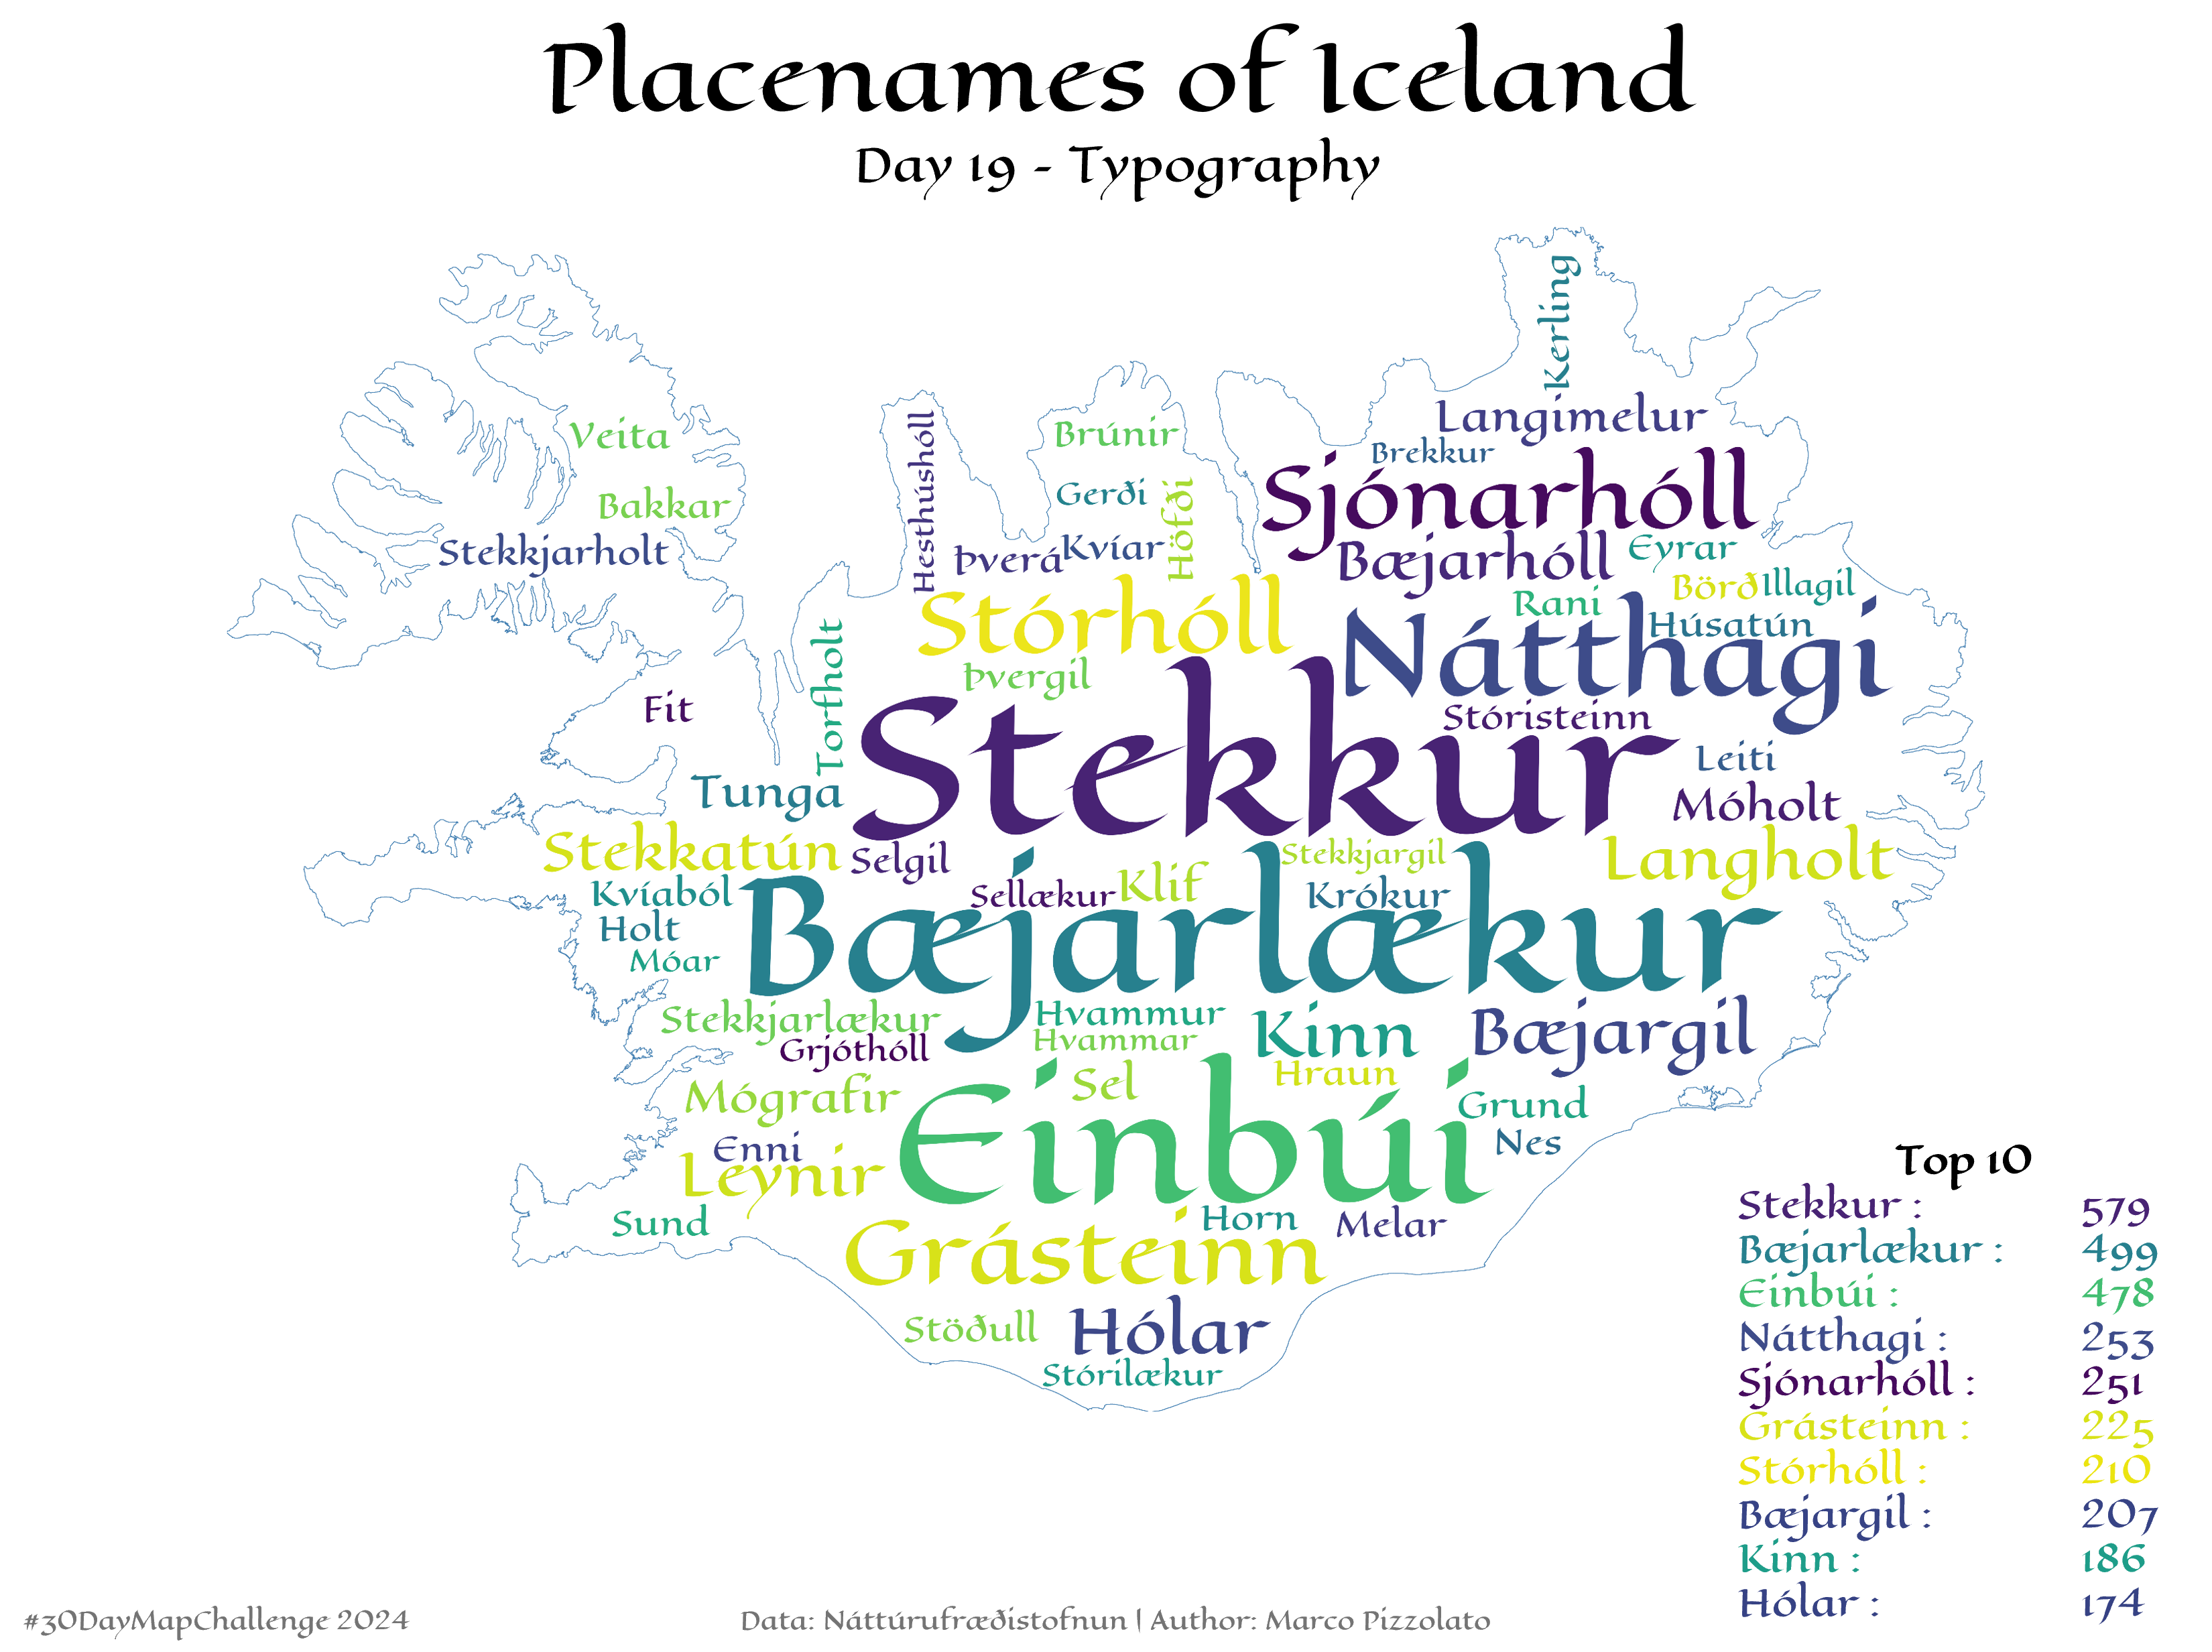 Placenames of Iceland
Day 19 - Typography
Kerling
Langimelur
Brekkur
Veita
Brúnir
Hesthúshóll
Sjónarhóll
Bakkar
Gerði
Höfði
Stekkjarholt
Þverá
Kvíar
Bæjarhóll
Eyrar
Börð
Illagil
Rani
Stórhóll
Húsatún
Nátthagi
Torfholt
Þvergil
Fit
Stóristeinn
Stekkur
Leiti
Tunga
Móholt
Stekkatún
Selgil
Stekkjargil
Langholt
Kvíaból
Sellækur
Klif
Krókur
Holt
Bæjarlækur
Móar
Stekkjarlækur
Hvammur
Kinn
Bæjargil
Grjóthóll
Hvammar
Hraun
Mógrafir
Sel
Grund
Enni
Einbúi
Nes
Leynir
Sund
Horn
Melar
Grásteinn
Stöðull
Hólar
Stórilækur
Top 10
Stekkur : 579
Bæjarlækur : 499
Einbúi : 478
Nátthagi : 253
Sjónarhóll : 251
Grásteinn : 225
Stórhóll : 210
Bæjargil : 207
Kinn : 186
Hólar : 174
#30DayMapChallenge 2024
Data: Náttúrufræðistofnun | Author: Marco Pizzolato